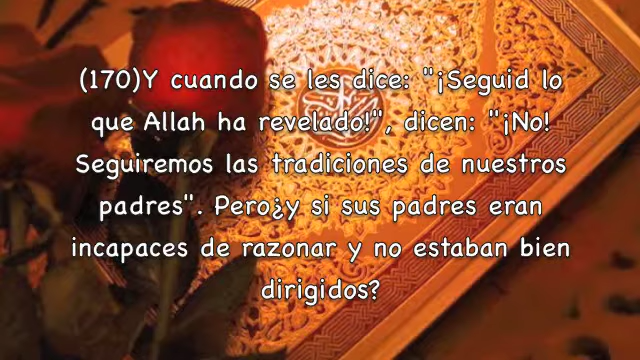 (170)Y cuando se les dice: "¡Seguid lo
que Allah ha revelado!", dicen: "¡No!
Seguiremos las tradiciones de nuestros
padres". Pero¿y si sus padres eran
incapaces de razonar y no estaban bien
dirigidos?